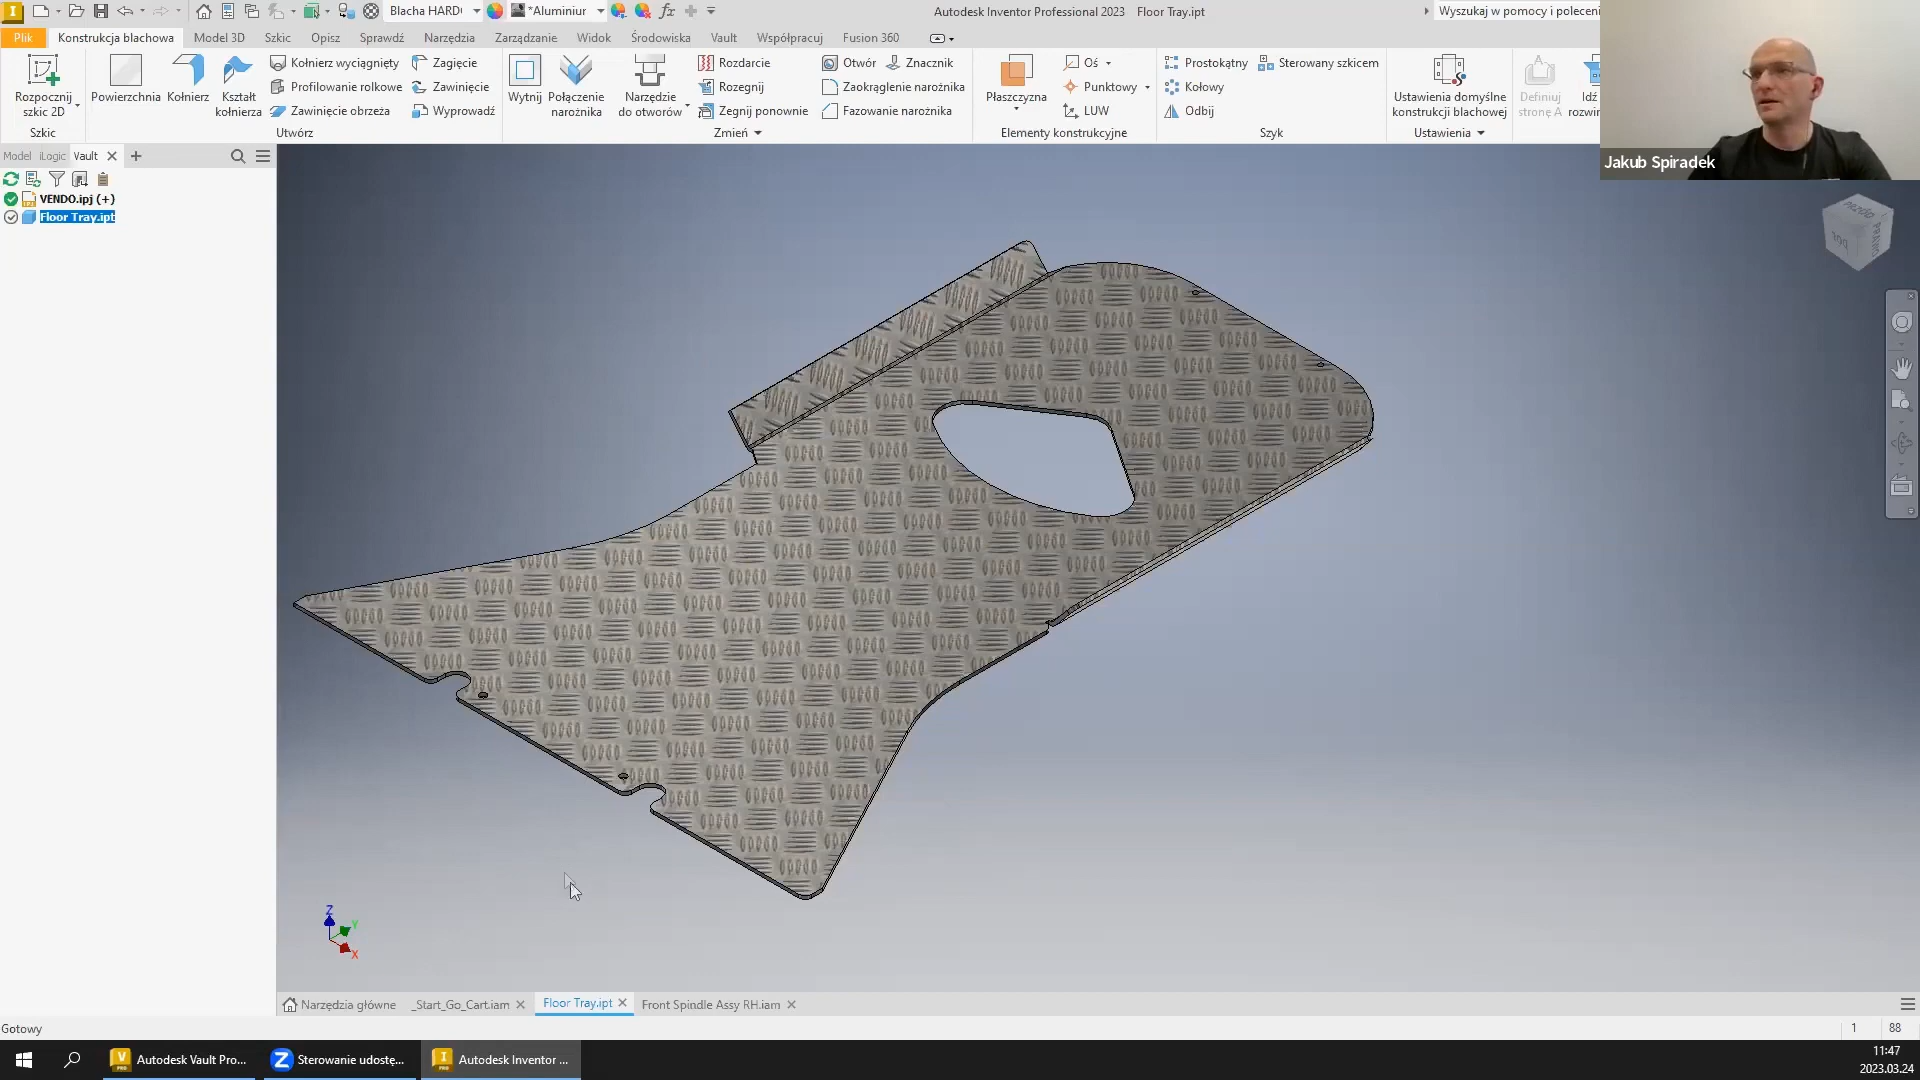 Blacha HARD(
*Aluminiur
fx
Autodesk Inventor Professional 2023 Floor Tray.ipt
Wyszukaj w pomocy i poleceni
Plik
Konstrukcja blachowa
Model 3D
Szkic
Opisz
Sprawdź
Narzędzia
Zarządzanie
Widok
Środowiska
Vault
Współpracuj
Fusion 360
Rozpocznij
szkic 2D
Szkic
Powierzchnia
Kołnierz
Kształt
kołnierza
Kołnierz wyciągnięty
Profilowanie rolkowe
Zawinięcie obrzeża
Zagięcie
Zawinięcie
Wyprowadź
Utwórz
Wytnij
Połączenie
narożnika
Narzędzie
do otworów
Rozdarcie
Rozegnij
Zegnij ponownie
Otwór
Znacznik
Zaokrąglenie narożnika
Fazowanie narożnika
Zmień
Płaszczyzna
Oś
Punktowy
LUW
Elementy konstrukcyjne
Prostokątny
Kołowy
Odbij
Sterowany szkicem
Szyk
Ustawienia domyślne
konstrukcji blachowej
Ustawienia
Definiuj
stronę A
Idź
rozwin
Jakub Spiradek
Model
iLogic
Vault
VENDO.ipj (+)
Floor Tray.ipt
Z
Y
X
Narzędzia główne
_Start_Go_Cart.iam
Floor Tray.ipt
Front Spindle Assy RH.iam
Gotowy
1
88
Autodesk Vault Pro...
Sterowanie udostę...
Autodesk Inventor ...
11:47
2023.03.24